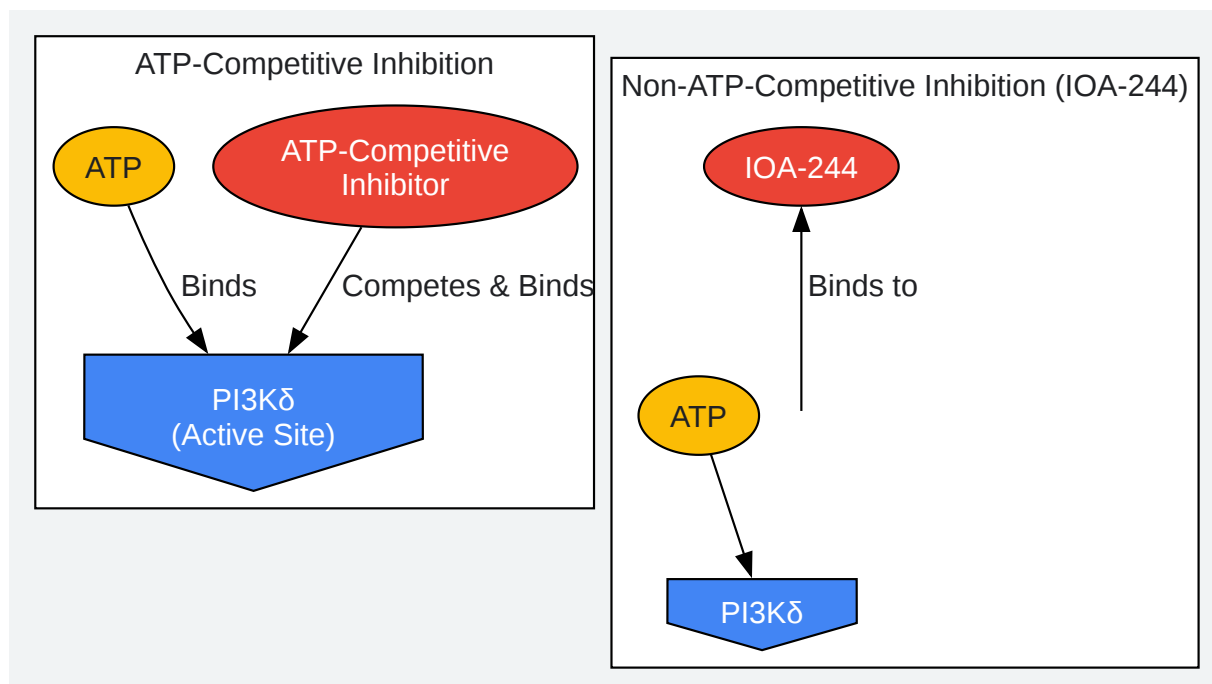 ATP-Competitive Inhibition
ATP
ATP-Competitive
Inhibitor
Binds
Competes & Binds
PI3Kδ
(Active Site)
Non-ATP-Competitive Inhibition (IOA-244)
IOA-244
Binds to
ATP
PI3Kδ